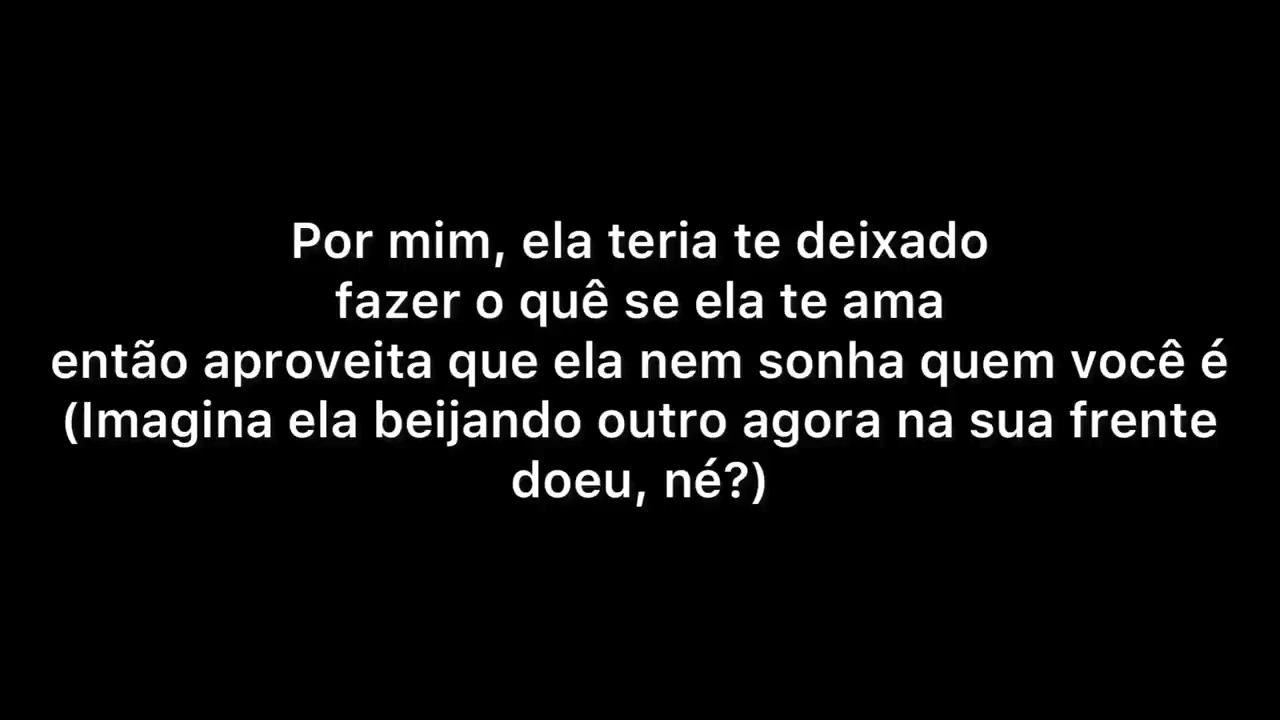 Por mim, ela teria te deixado
fazer o quê se ela te ama
então aproveita que ela nem sonha quem você é
(Imagina ela beijando outro agora na sua frente
doeu, né?)